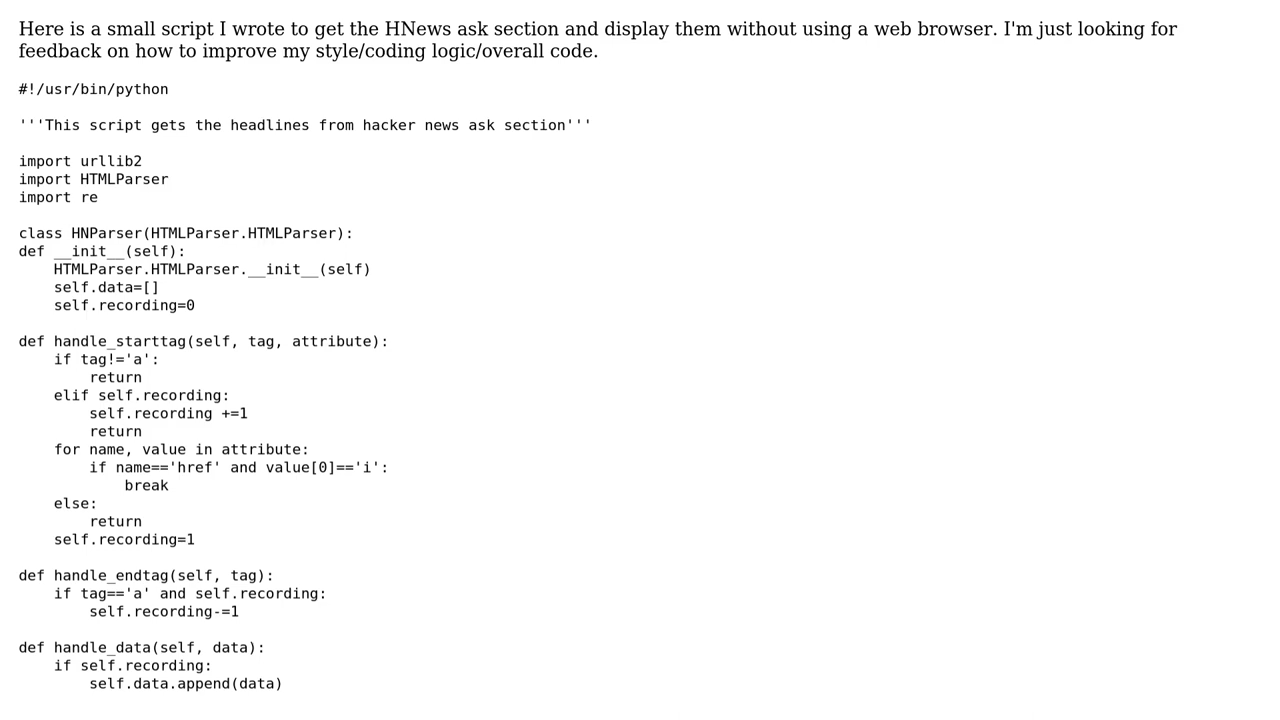 Here is a small script I wrote to get the HNews ask section and display them without using a web browser. I'm just looking for
feedback on how to improve my style/coding logic/overall code.
#!/usr/bin/python
'''This script gets the headlines from hacker news ask section'''
import urllib2
import HTMLParser
import re
class HNParser(HTMLParser.HTMLParser):
def __init__(self):
    HTMLParser.HTMLParser.__init__(self)
    self.data=[]
    self.recording=0
def handle_starttag(self, tag, attribute):
    if tag!='a':
        return
    elif self.recording:
        self.recording +=1
        return
    for name, value in attribute:
        if name=='href' and value[0]=='i':
            break
    else:
        return
    self.recording=1
def handle_endtag(self, tag):
    if tag=='a' and self.recording:
        self.recording-=1
def handle_data(self, data):
    if self.recording:
        self.data.append(data)